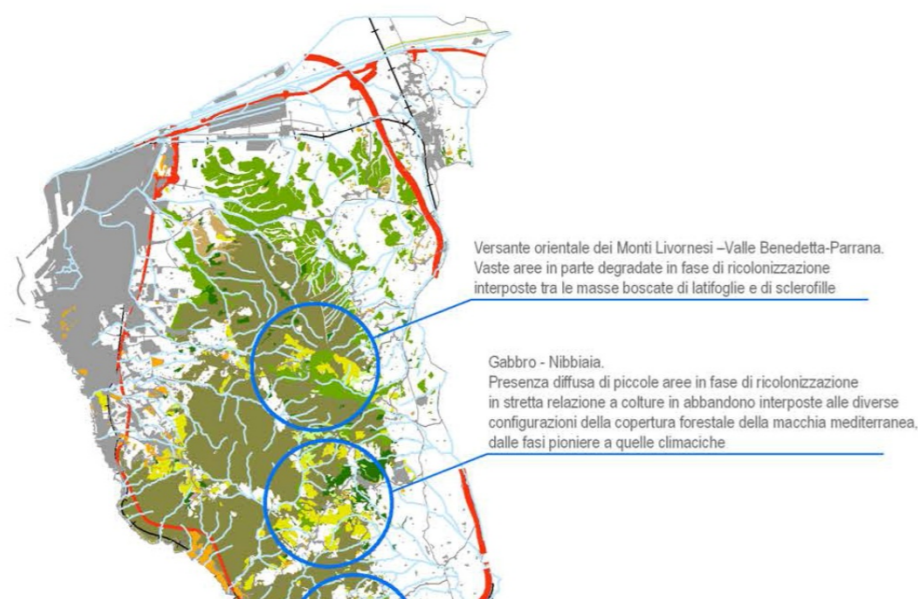 Versante orientale dei Monti Livornesi –Valle Benedetta-Parrana.
Vaste aree in parte degradate in fase di ricolonizzazione
interposte tra le masse boscate di latifoglie e di sclerofille
Gabbro - Nibbiaia.
Presenza diffusa di piccole aree in fase di ricolonizzazione
in stretta relazione a colture in abbandono interposte alle diverse
configurazioni della copertura forestale della macchia mediterranea,
dalle fasi pioniere a quelle climaciche